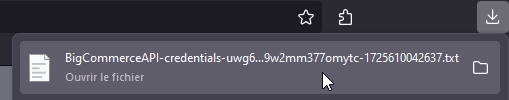 BigCommerceAPI-credentials-uwg6...9w2mm377omytc-1725610042637.txt
Ouvrir le fichier